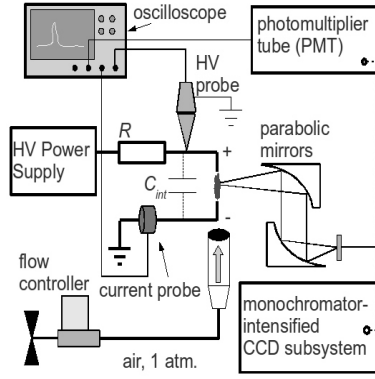 oscilloscope
photomultiplier
tube (PMT)
HV
probe
R
HV Power
Supply
+
C int
-
parabolic
mirrors
flow
controller
current probe
monochromator-
intensified
CCD subsystem
air, 1 atm.